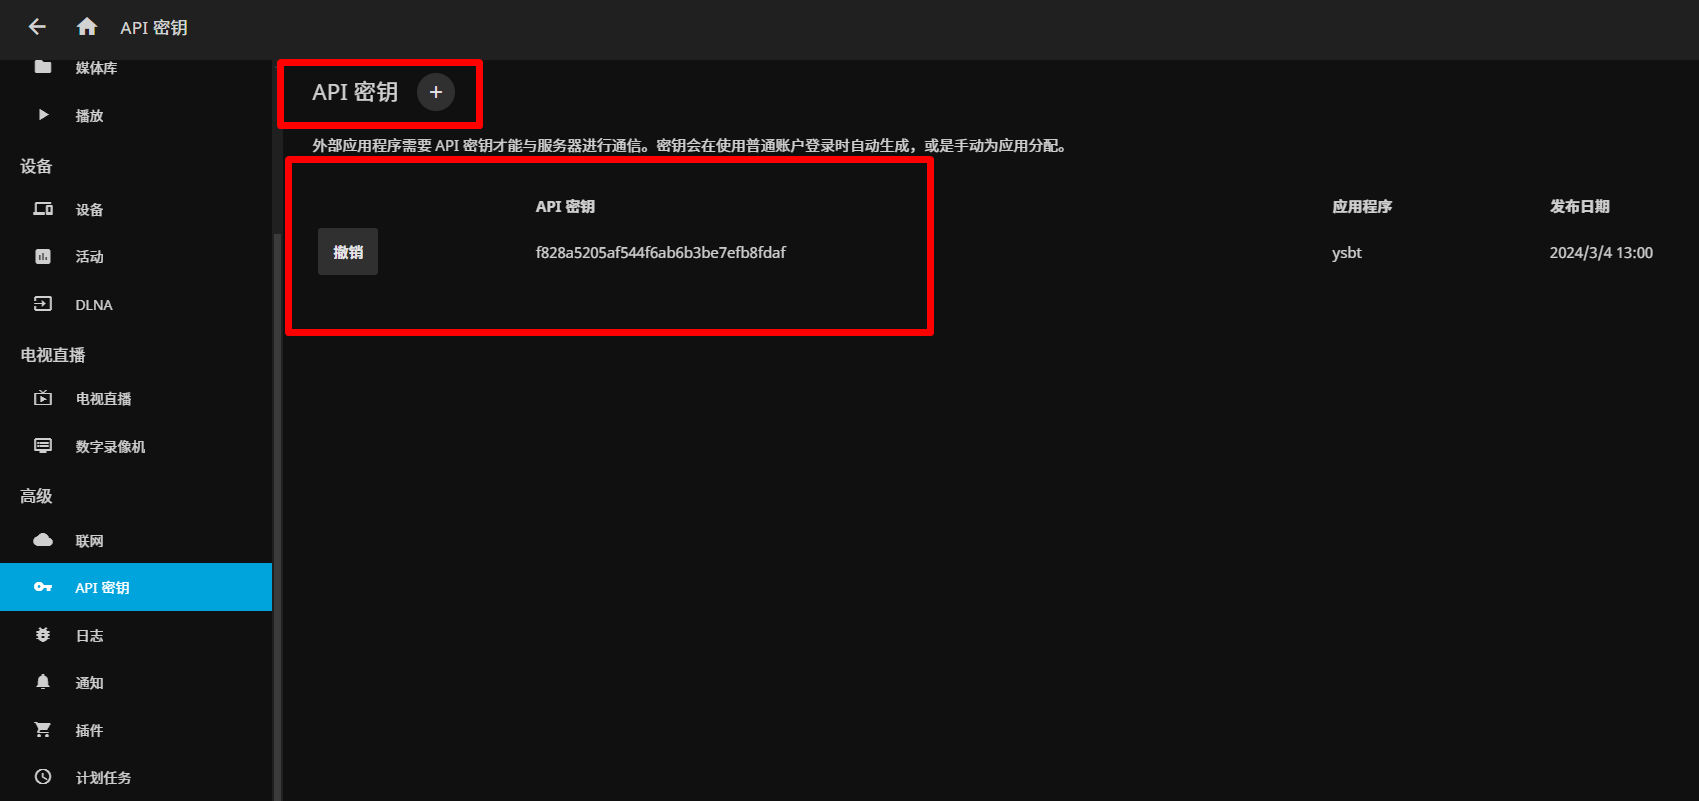 API 密钥
媒体库
播放
设备
设备
活动
DLNA
电视直播
电视直播
数字录像机
高级
联网
API 密钥
日志
通知
插件
计划任务
API 密钥 +
外部应用程序需要 API 密钥才能与服务器进行通信。密钥会在使用普通账户登录时自动生成，或是手动为应用分配。
API 密钥 应用程序 发布日期
撤销 f828a5205af544f6ab6b3be7efb8fdaf ysbt 2024/3/4 13:00